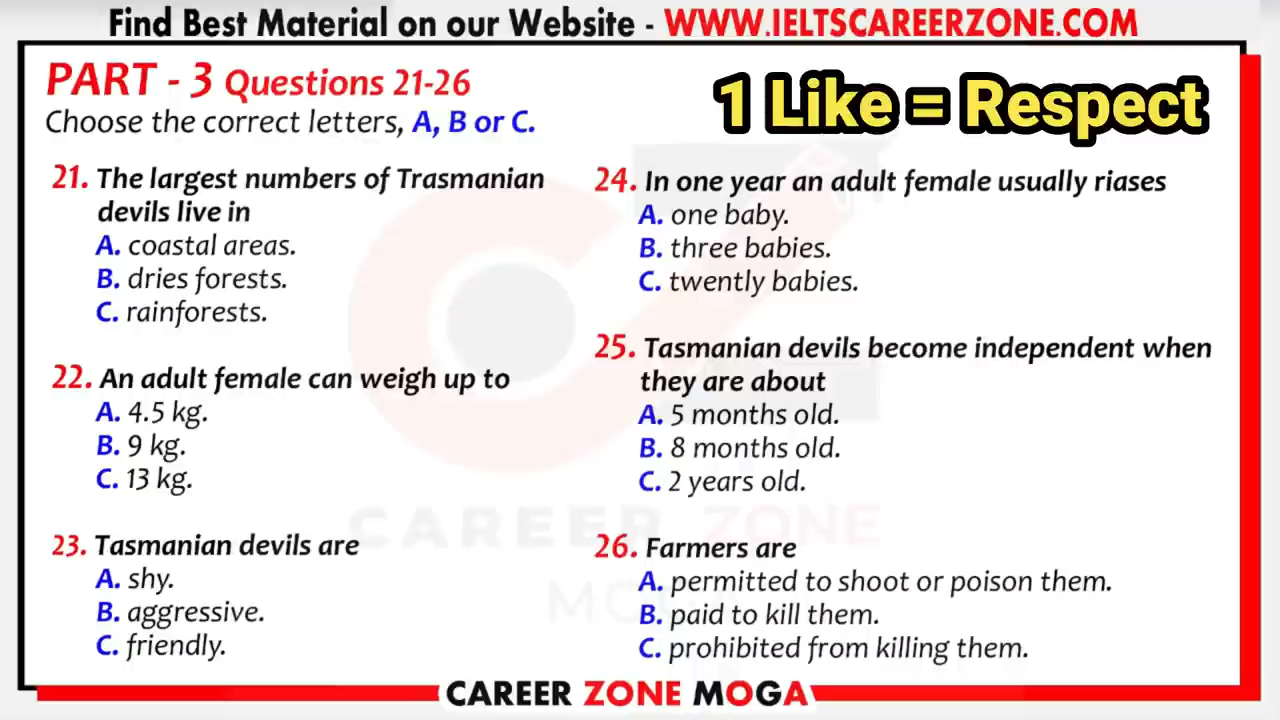 Find Best Material on our Website - WWW.IELTSCAREERZONE.COM
PART - 3 Questions 21-26
1 Like = Respect
Choose the correct letters, A, B or C.
21. The largest numbers of Trasmanian
devils live in
A. coastal areas.
B. dries forests.
C. rainforests.
22. An adult female can weigh up to
A. 4.5 kg.
B. 9 kg.
C. 13 kg.
23. Tasmanian devils are
A. shy.
B. aggressive.
C. friendly.
24. In one year an adult female usually riases
A. one baby.
B. three babies.
C. twently babies.
25. Tasmanian devils become independent when
they are about
A. 5 months old.
B. 8 months old.
C. 2 years old.
26. Farmers are
A. permitted to shoot or poison them.
B. paid to kill them.
C. prohibited from killing them.
CAREER ZONE
MOGA
CAREER ZONE MOGA